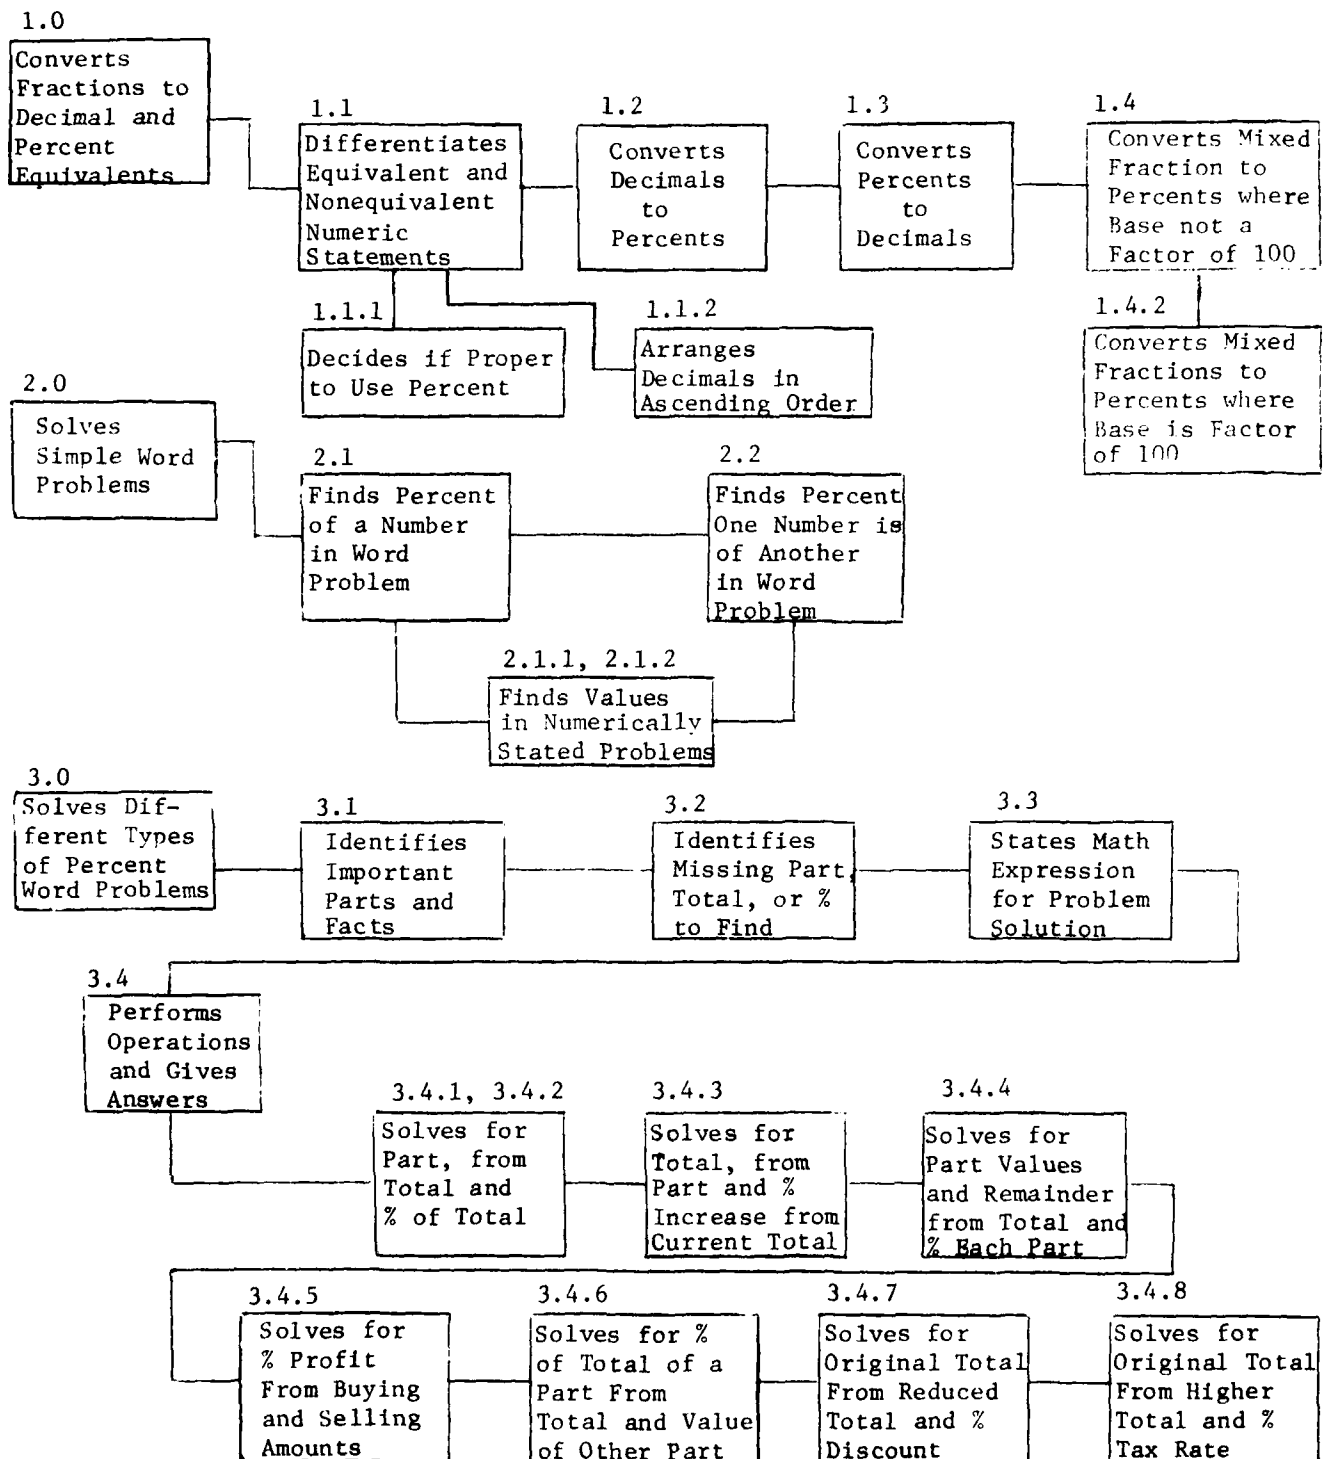 1.0
Converts
Fractions to
Decimal and
Percent
Equivalents
1.1
Differentiates
Equivalent and
Nonequivalent
Numeric
Statements
1.2
Converts
Decimals
to
Percents
1.3
Converts
Percents
to
Decimals
1.4
Converts Mixed
Fraction to
Percents where
Base not a
Factor of 100
1.1.1
Decides if Proper
to Use Percent
1.1.2
Arranges
Decimals in
Ascending Order
1.4.2
Converts Mixed
Fractions to
Percents where
Base is Factor
of 100
2.0
Solves
Simple Word
Problems
2.1
Finds Percent
of a Number
in Word
Problem
2.2
Finds Percent
One Number is
of Another
in Word
Problem
2.1.1, 2.1.2
Finds Values
in Numerically
Stated Problems
3.0
Solves Dif-
ferent Types
of Percent
Word Problems
3.1
Identifies
Important
Parts and
Facts
3.2
Identifies
Missing Part,
Total, or %
to Find
3.3
States Math
Expression
for Problem
Solution
3.4
Performs
Operations
and Gives
Answers
3.4.1, 3.4.2
Solves for
Part, from
Total and
% of Total
3.4.3
Solves for
Total, from
Part and %
Increase from
Current Total
3.4.4
Solves for
Part Values
and Remainder
from Total and
% Each Part
3.4.5
Solves for
% Profit
From Buying
and Selling
Amounts
3.4.6
Solves for %
of Total of a
Part From
Total and Value
of Other Part
3.4.7
Solves for
Original Total
From Reduced
Total and %
Discount
3.4.8
Solves for
Original Total
From Higher
Total and %
Tax Rate